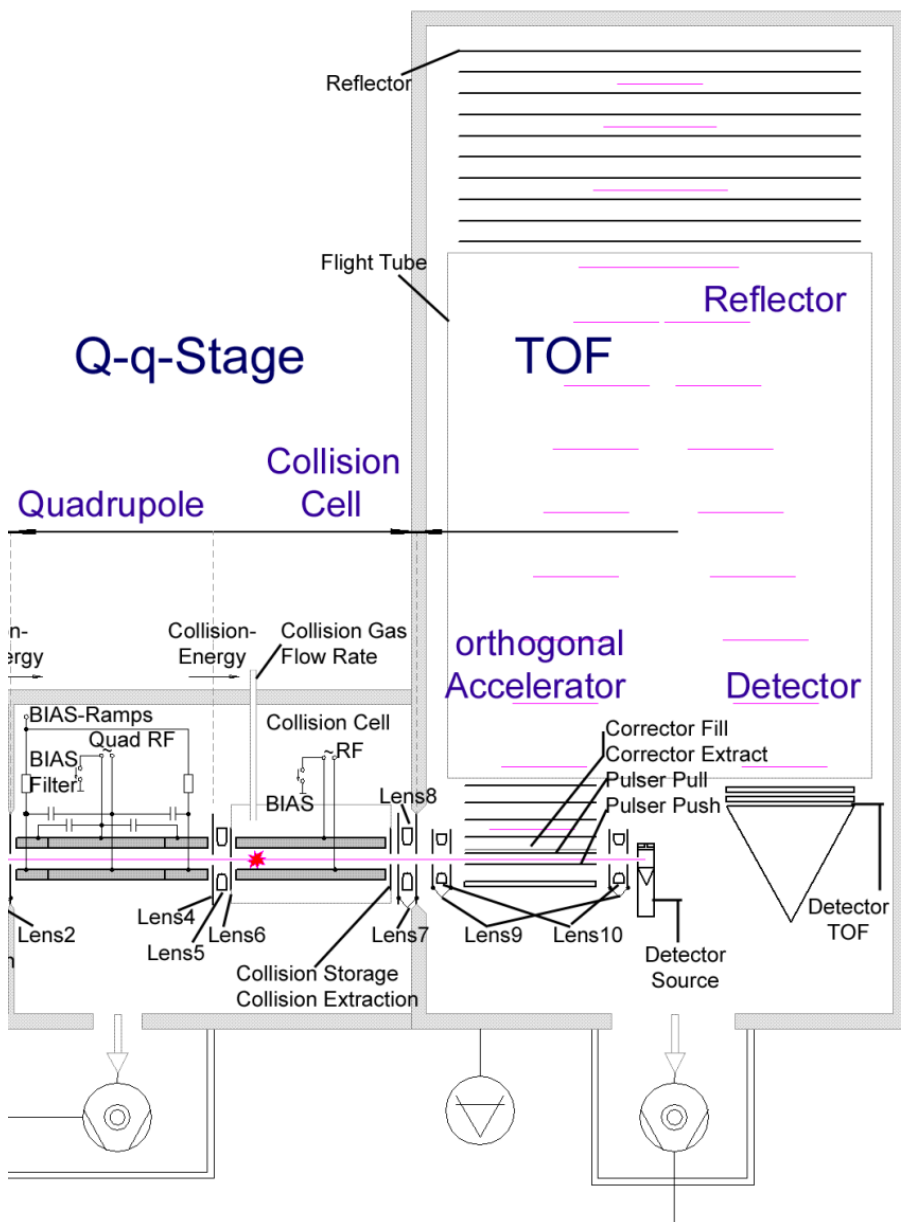 Reflector
Flight Tube
Reflector
Q-q-Stage
TOF
Collision
Cell
Quadrupole
n-
ergy
Collision-
Energy
Collision Gas
Flow Rate
orthogonal
Accelerator
Detector
BIAS-Ramps
Quad RF
~
BIAS
Filter
Collision Cell
~RF
BIAS
Corrector Fill
Corrector Extract
Pulser Pull
Pulser Push
Lens8
Lens2
Lens4
Lens5
Lens6
Lens7
Lens9
Lens10
Collision Storage
Collision Extraction
Detector
Source
Detector
TOF
n